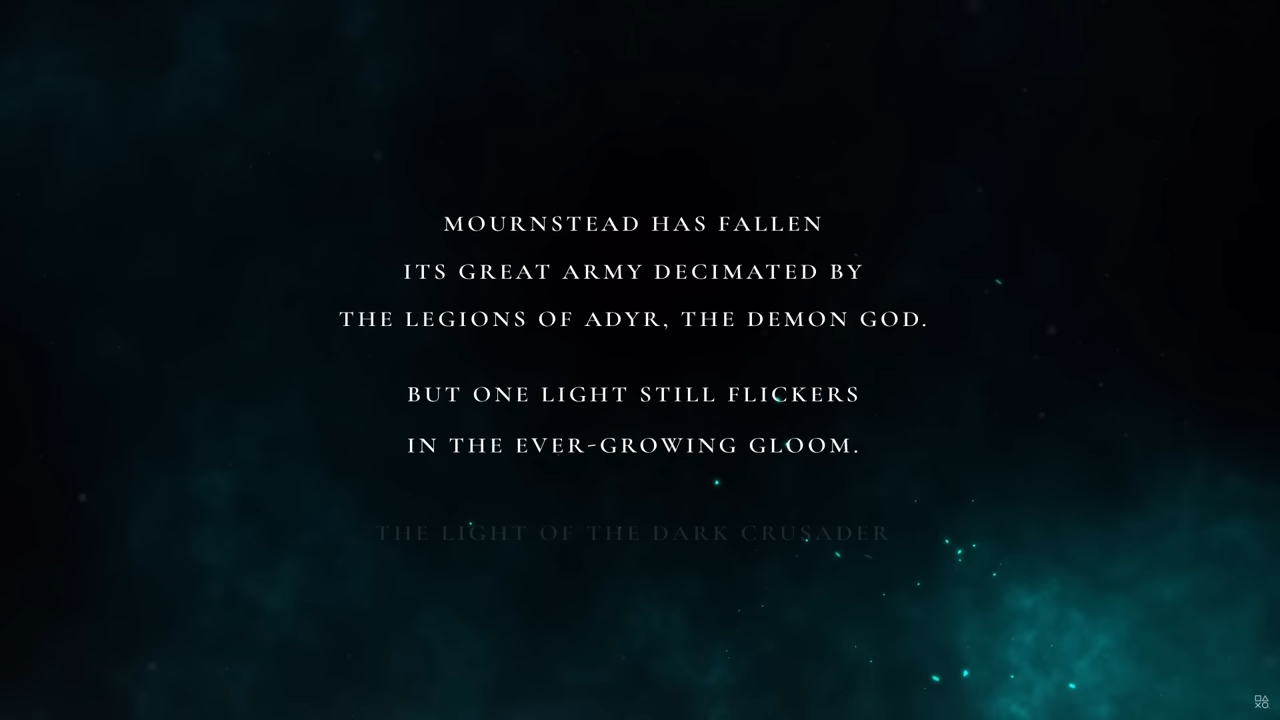 MOURNSTEAD HAS FALLEN
ITS GREAT ARMY DECIMATED BY
THE LEGIONS OF ADYR, THE DEMON GOD.
BUT ONE LIGHT STILL FLICKERS
IN THE EVER-GROWING GLOOM.
THE LIGHT OF THE DARK CRUSADER